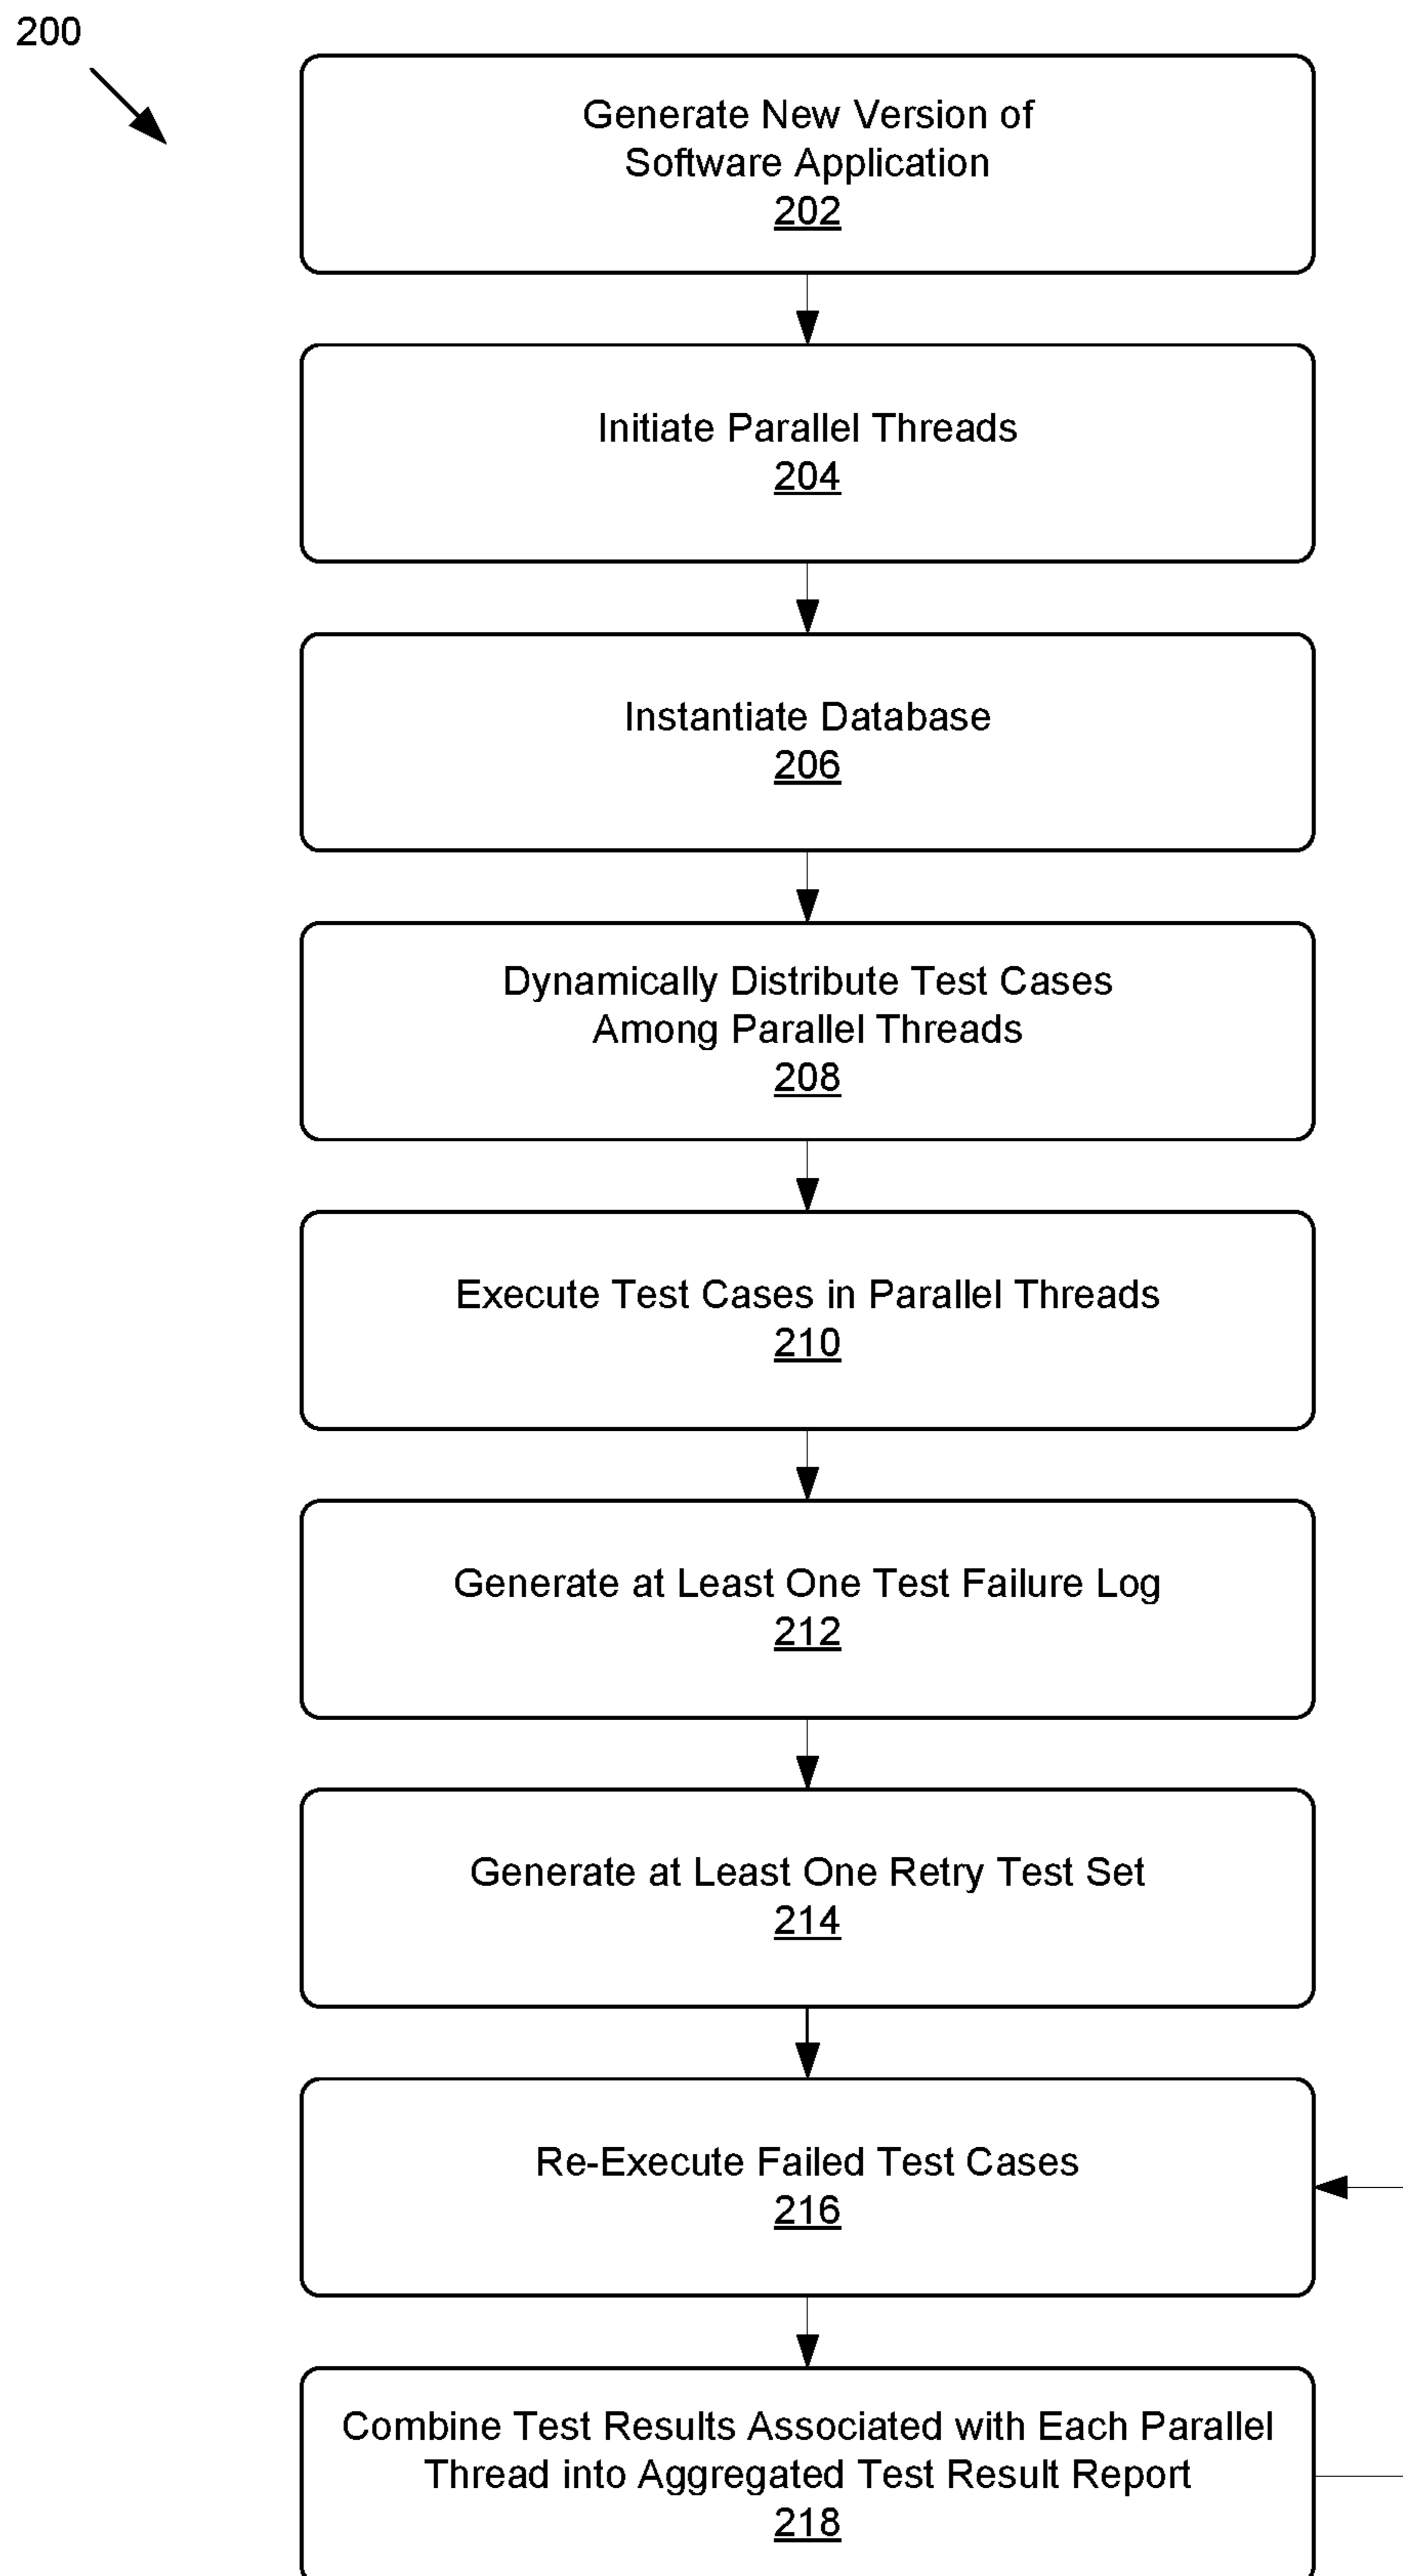 200
Generate New Version of
Software Application
202
Initiate Parallel Threads
204
Instantiate Database
206
Dynamically Distribute Test Cases
Among Parallel Threads
208
Execute Test Cases in Parallel Threads
210
Generate at Least One Test Failure Log
212
Generate at Least One Retry Test Set
214
Re-Execute Failed Test Cases
216
Combine Test Results Associated with Each Parallel
Thread into Aggregated Test Result Report
218